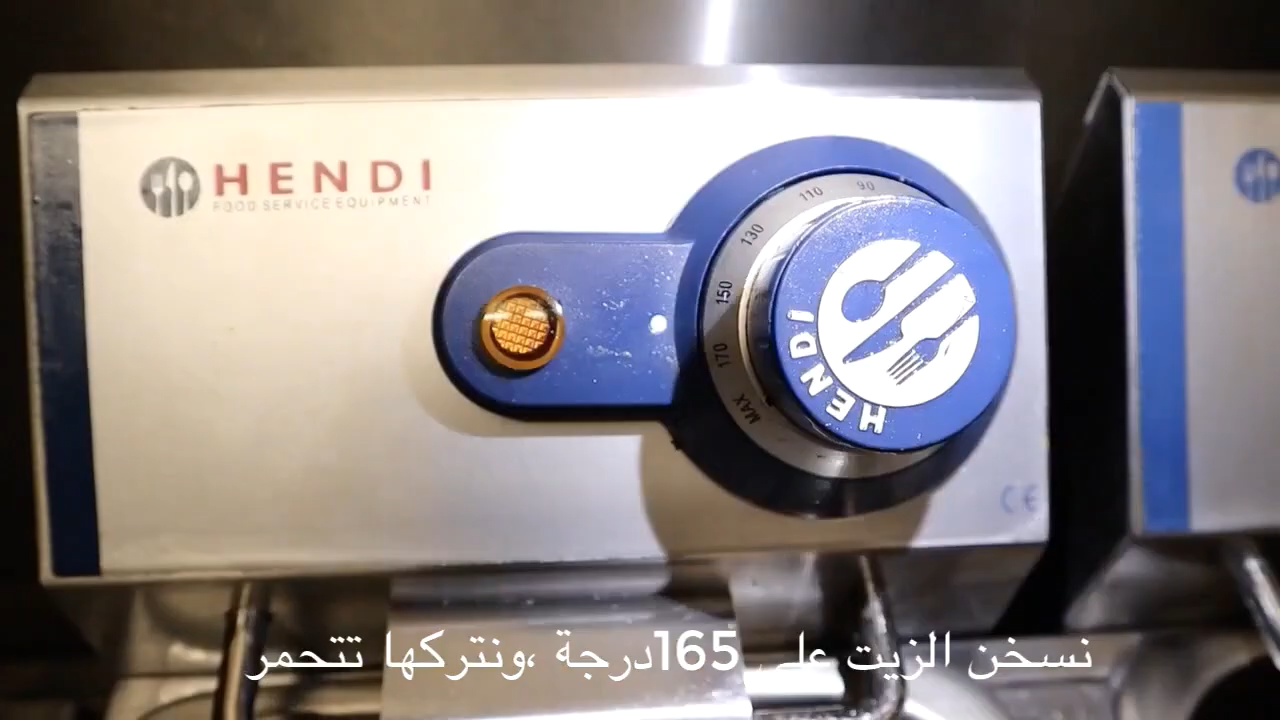 HENDI
FOOD SERVICE EQUIPMENT
90
110
130
150
170
MAX
HENDI
CE
نسخن الزيت على 165درجة ،ونتركها تتحمر